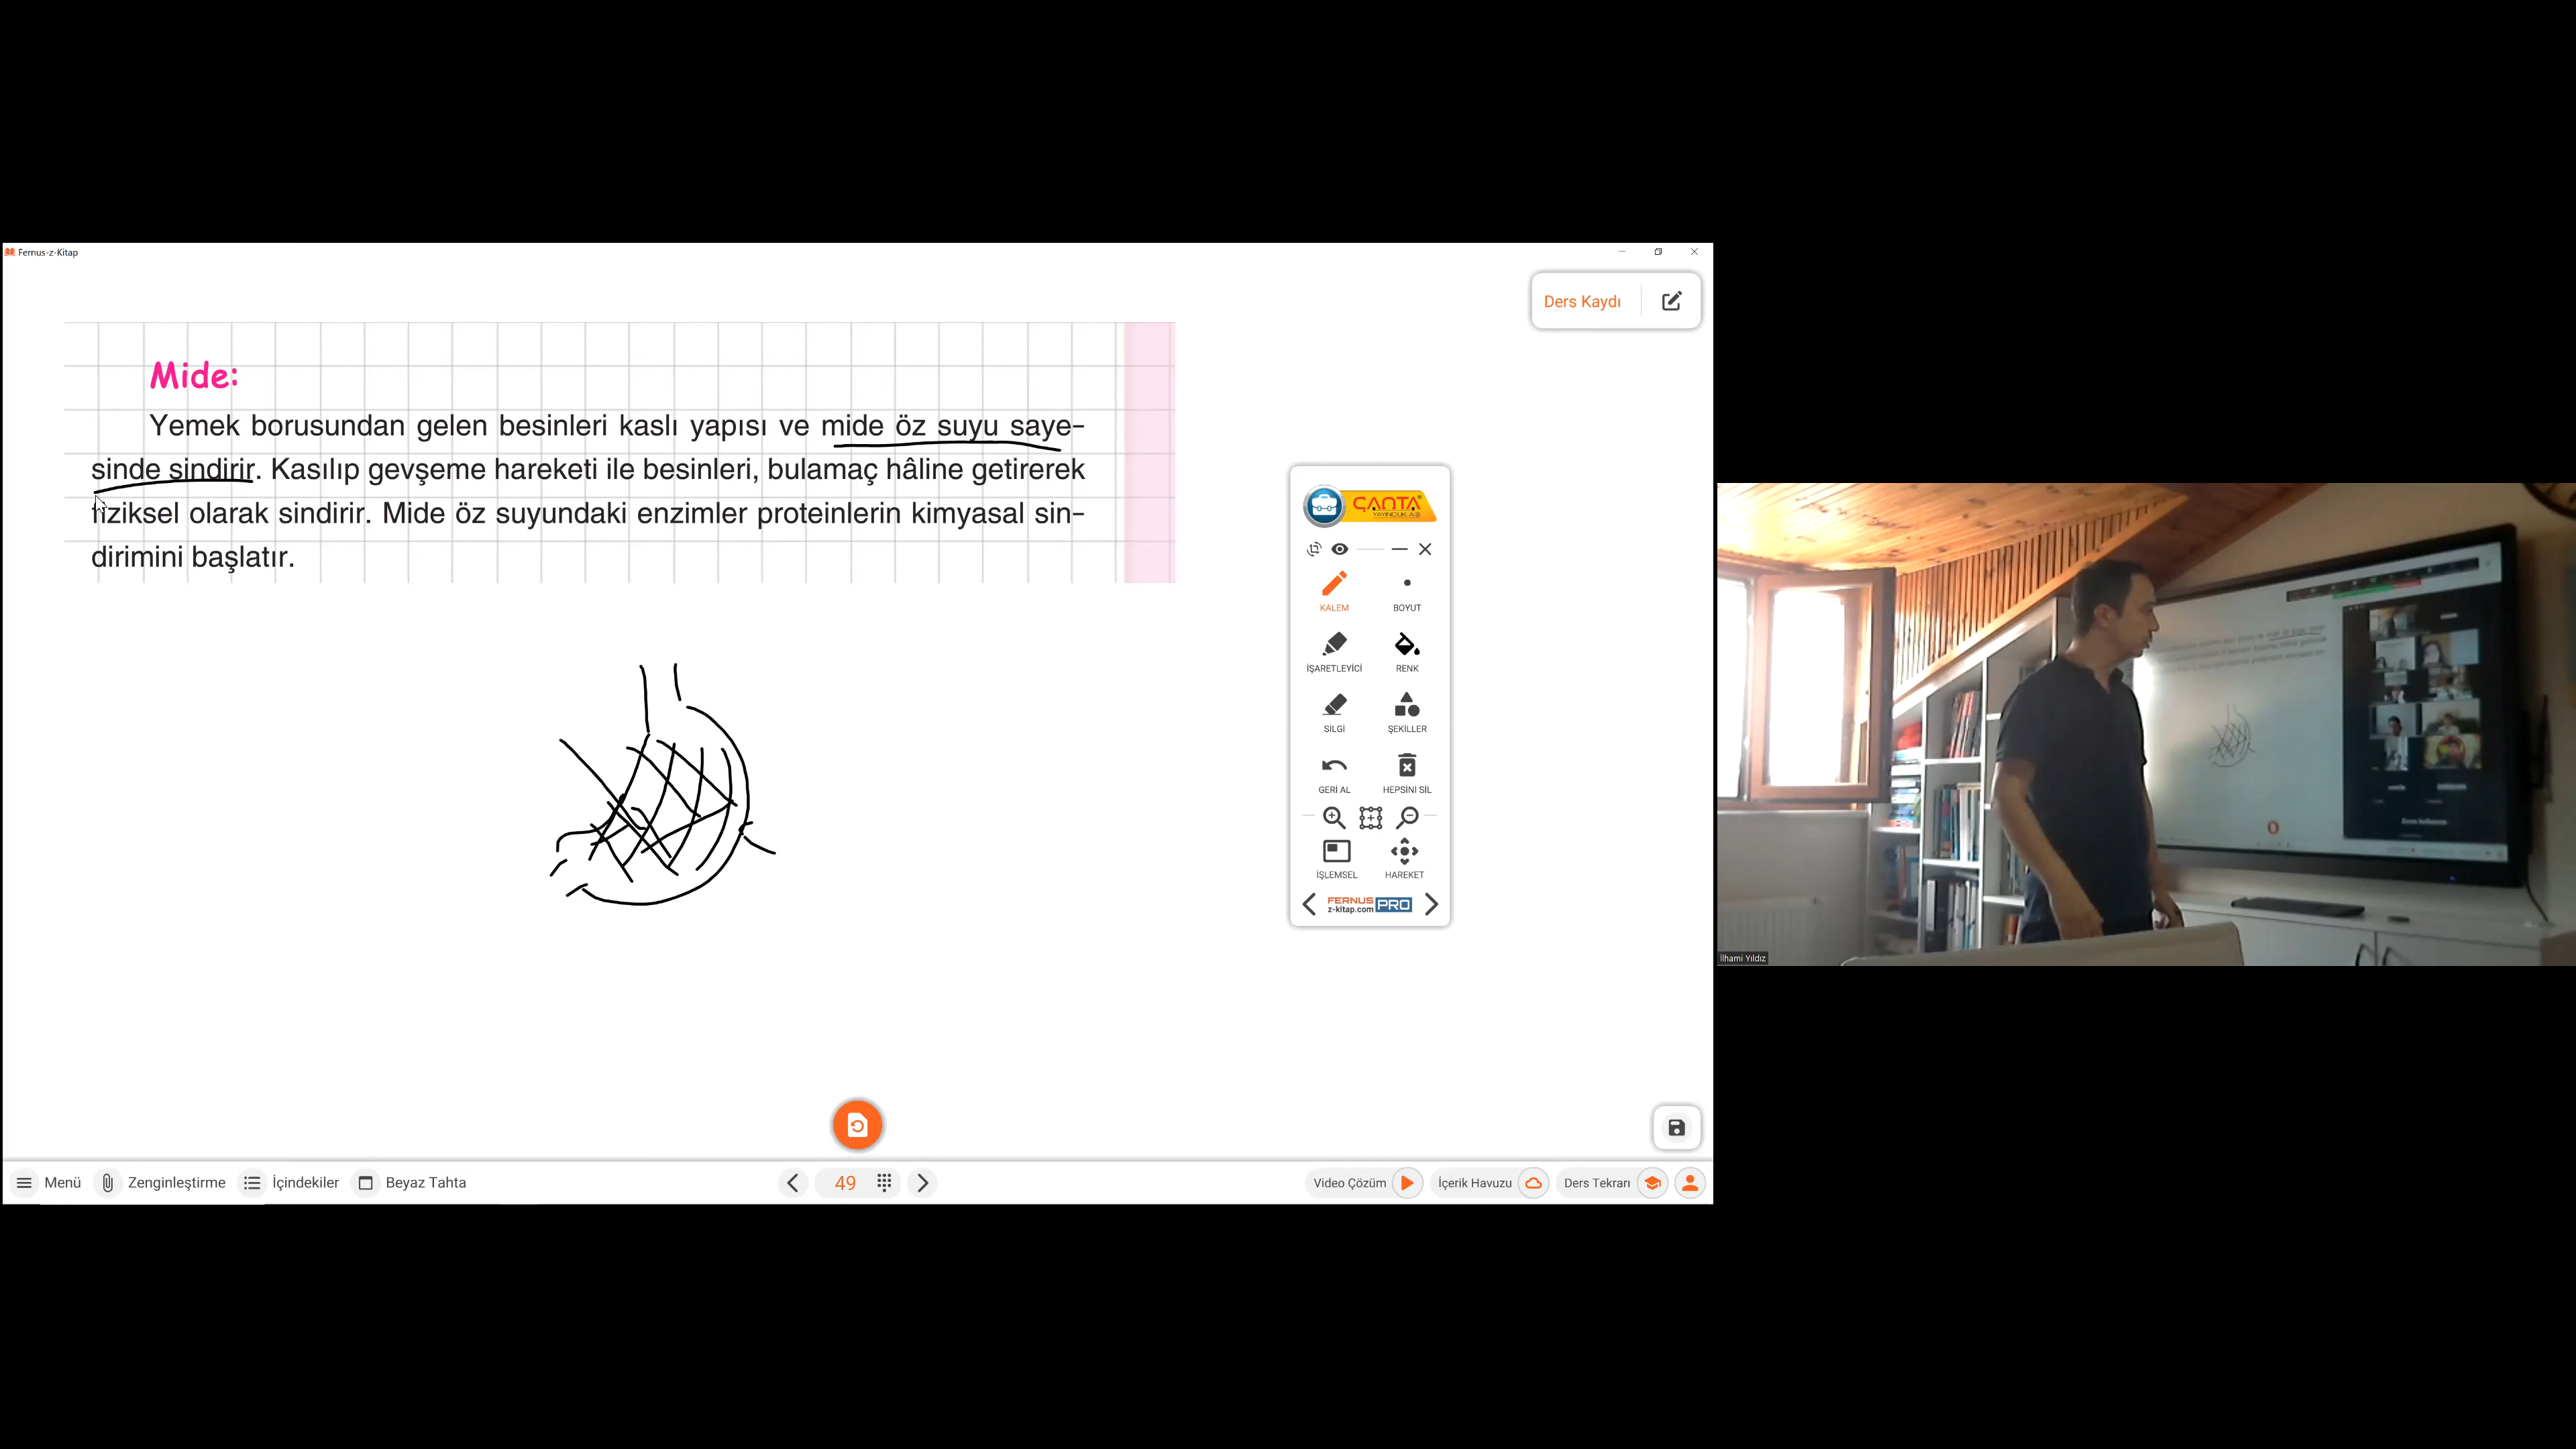 Fernus-z-Kitap
Ders Kaydı
Mide:
Yemek borusundan gelen besinleri kaslı yapısı ve mide öz suyu saye-
sinde sindirir. Kasılıp gevşeme hareketi ile besinleri, bulamaç hâline getirerek
fiziksel olarak sindirir. Mide öz suyundaki enzimler proteinlerin kimyasal sin-
dirimini başlatır.
ÇAOTA
YAYINCILIK A.Ş
KALEM
BOYUT
İŞARETLEYİCİ
RENK
SİLGİ
ŞEKİLLER
GERİ AL
HEPSİNİ SİL
İŞLEMSEL
HAREKET
FERNUS
z-kitap.com PRO
İlhami Yıldız
Menü
Zenginleştirme
İçindekiler
Beyaz Tahta
49
Video Çözüm
İçerik Havuzu
Ders Tekrarı